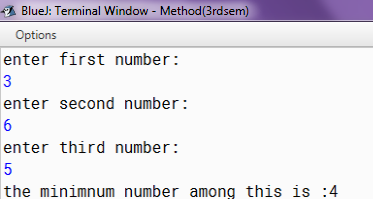 BlueJ: Terminal Window - Method(3rdsem)
Options
enter first number:
3
enter second number:
6
enter third number:
5
the minimnum number among this is :4